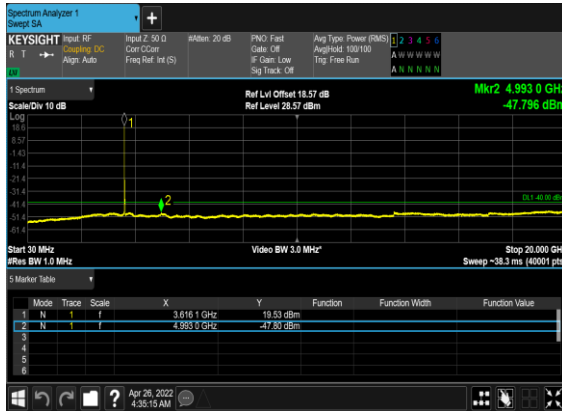 Spectrum Analyzer 1
Swept SA
+
KEYSIGHT Input: RF Input Z: 50 Ω #Atten: 20 dB PNO: Fast Avg Type: Power (RMS) 1 2 3 4 5 6
R T Coupling: DC Corr CCorr Gate: Off Avg|Hold: 100/100 A W W W W W
Align: Auto Freq Ref: Int (S) IF Gain: Low Trig: Free Run
Sig Track: Off A N N N N N
LXI
1 Spectrum
Scale/Div 10 dB
Ref Lvl Offset 18.57 dB
Ref Level 28.57 dBm
Mkr2 4.993 0 GHz
-47.796 dBm
Log
18.6
8.57
-1.43
-11.4
-21.4
-31.4
-41.4
-51.4
-61.4
1
2
DL1 -40.00 dB
Start 30 MHz
#Res BW 1.0 MHz
Video BW 3.0 MHz*
Stop 20.000 GHz
Sweep ~38.3 ms (40001 pts)
5 Marker Table
Mode Trace Scale X Y Function Function Width Function Value
1 N 1 f 3.616 1 GHz 19.53 dBm
2 N 1 f 4.993 0 GHz -47.80 dBm
3
4
5
6
?
Apr 26, 2022
4:35:15 AM